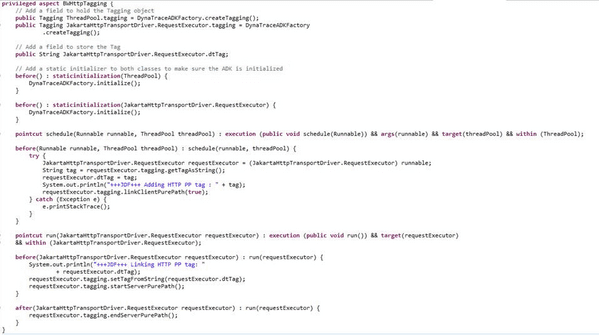 privileged aspect BwHttpTagging {
// Add a field to hold the Tagging object
public Tagging ThreadPool.tagging = DynaTraceADKFactory.createTagging();
public Tagging JakartaHttpTransportDriver.RequestExecutor.tagging = DynaTraceADKFactory
.createTagging();
// Add a field to store the Tag
public String JakartaHttpTransportDriver.RequestExecutor.dtTag;
// Add a static initializer to both classes to make sure the ADK is initialized
before() : staticinitialization(ThreadPool) {
DynaTraceADKFactory.initialize();
}
before() : staticinitialization(JakartaHttpTransportDriver.RequestExecutor) {
DynaTraceADKFactory.initialize();
}
pointcut schedule(Runnable runnable, ThreadPool threadPool) : execution (public void schedule(Runnable)) && args(runnable) && target(threadPool) && within (ThreadPool);
before(Runnable runnable, ThreadPool threadPool) : schedule(runnable, threadPool) {
try {
JakartaHttpTransportDriver.RequestExecutor requestExecutor = (JakartaHttpTransportDriver.RequestExecutor) runnable;
String tag = requestExecutor.tagging.getTagAsString();
requestExecutor.dtTag = tag;
System.out.println("+++JDF+++ Adding HTTP PP tag : " + tag);
requestExecutor.tagging.linkClientPurePath(true);
} catch (Exception e) {
e.printStackTrace();
}
}
pointcut run(JakartaHttpTransportDriver.RequestExecutor requestExecutor) : execution (public void run()) && target(requestExecutor)
&& within (JakartaHttpTransportDriver.RequestExecutor);
before(JakartaHttpTransportDriver.RequestExecutor requestExecutor) : run(requestExecutor) {
System.out.println("+++JDF+++ Linking HTTP PP tag: "
+ requestExecutor.dtTag);
requestExecutor.tagging.setTagFromString(requestExecutor.dtTag);
requestExecutor.tagging.startServerPurePath();
}
after(JakartaHttpTransportDriver.RequestExecutor requestExecutor) : run(requestExecutor) {
requestExecutor.tagging.endServerPurePath();
}
}